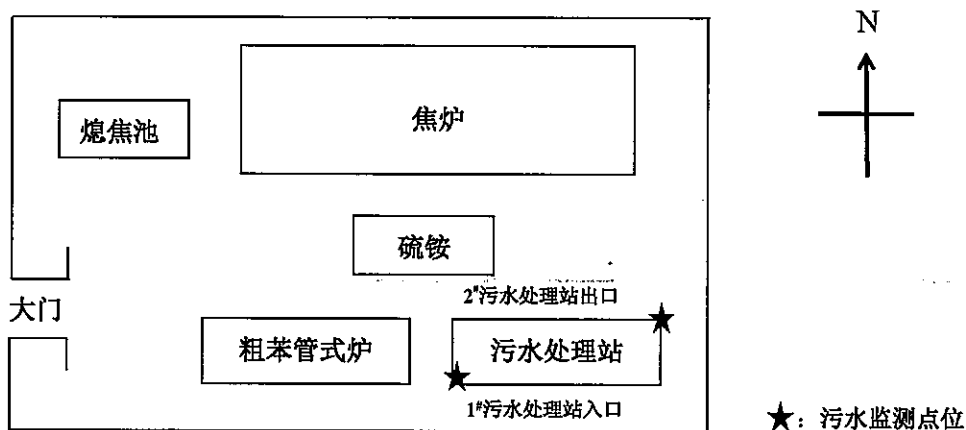 N
焦炉
熄焦池
硫铵
2#污水处理站出口
大门
粗苯管式炉
污水处理站
1#污水处理站入口
★：污水监测点位